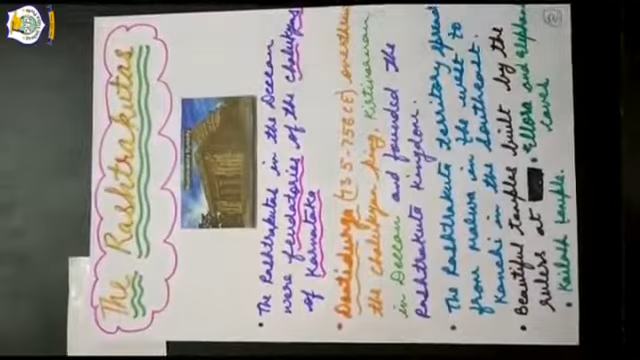 The Rashtrakutas
• The Rashtrakutas in the Deccan
were feudatories of the chalukyas
of Karnataka
• Dantidurga (735-756 CE) overthrew
the chalukyan king, Kirtivarman
in Deccan and founded the
Rashtrakuta Kingdom.
• The Rashtrakuta territory spread
from Malwa in the west to
Kanchi in the southeast.
• Beautiful temples built by the
rulers at • Ellora and elephanta
caves
• Kailash temple.
2